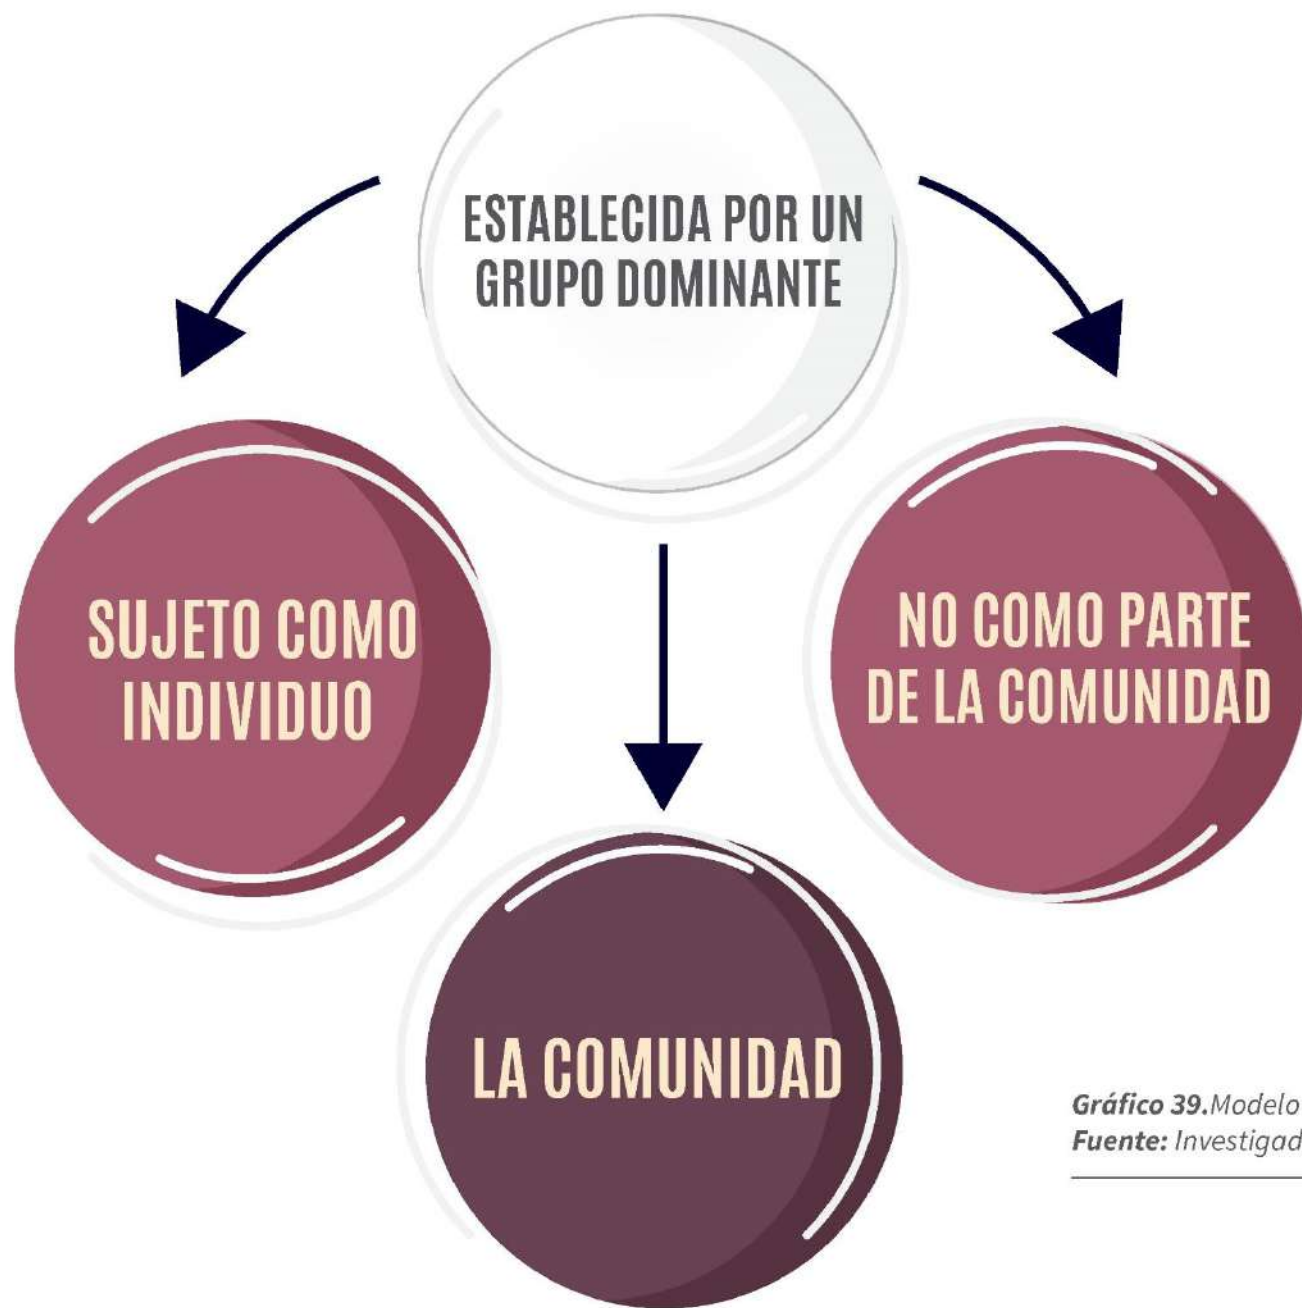 ESTABLECIDA POR UN
GRUPO DOMINANTE
SUJETO COMO
INDIVIDUO
NO COMO PARTE
DE LA COMUNIDAD
LA COMUNIDAD
Gráfico 39.Modelo
Fuente: